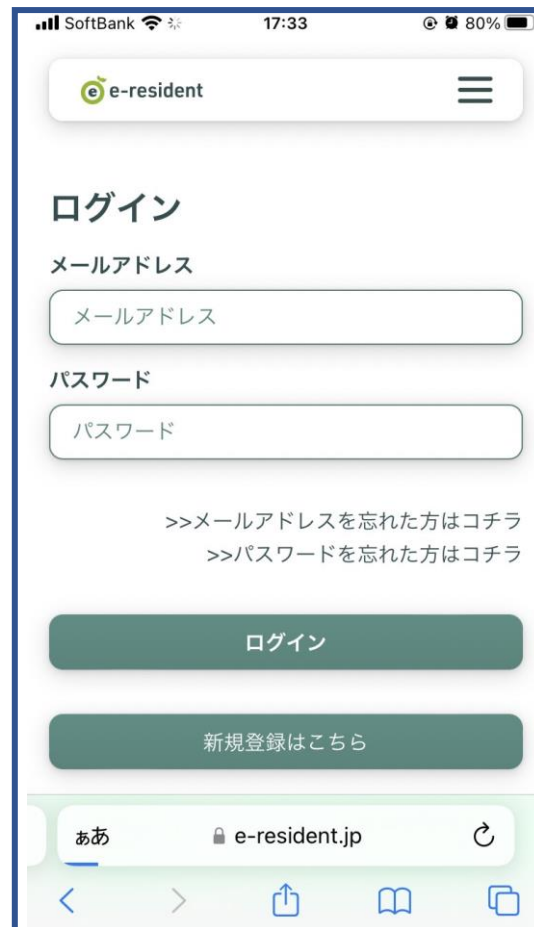 SoftBank 17:33 80%
e e-resident
ログイン
メールアドレス
メールアドレス
パスワード
パスワード
>>メールアドレスを忘れた方はコチラ
>>パスワードを忘れた方はコチラ
ログイン
新規登録はこちら
ぁあ e-resident.jp